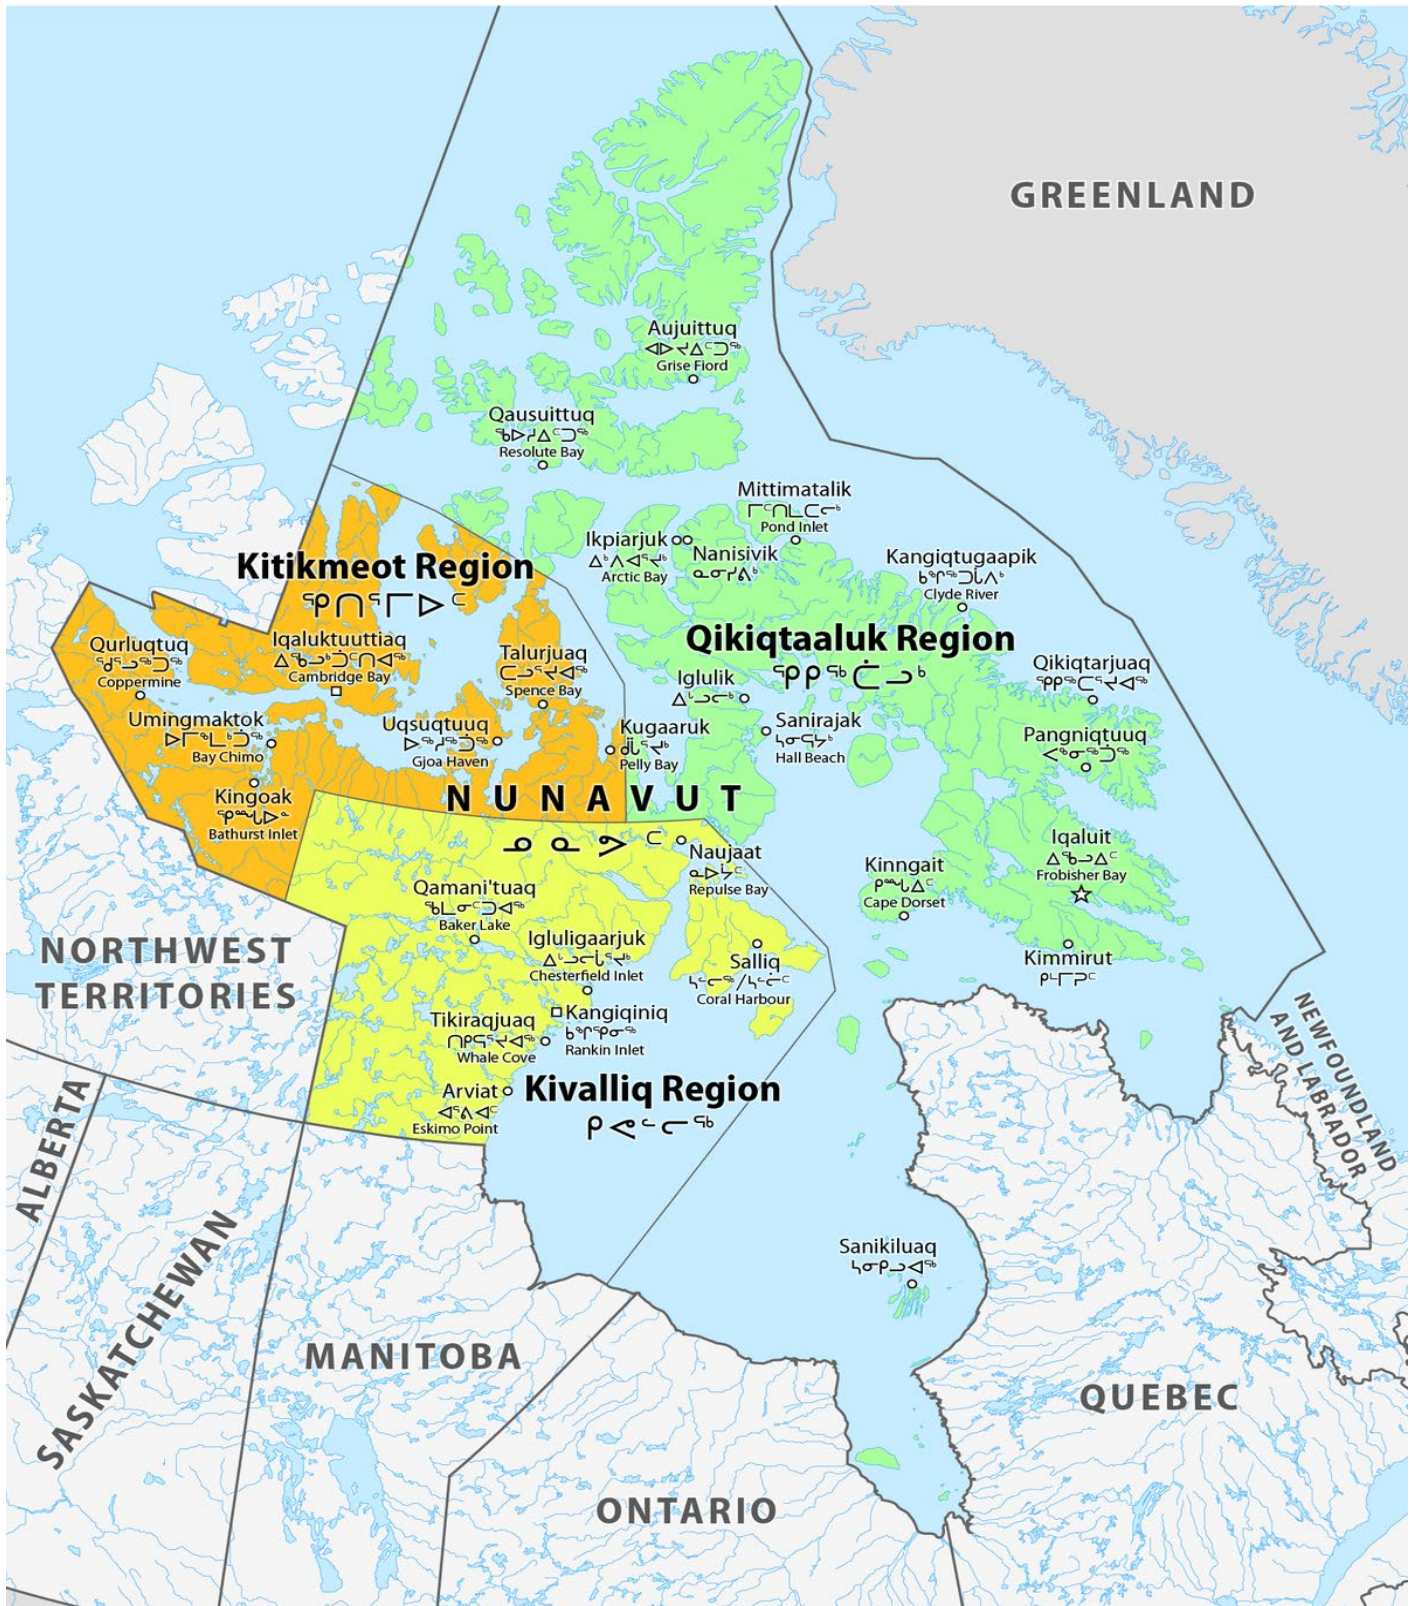 GREENLAND
Aujuittuq
ᐊᐅᔪᐃᑦᑐᖅ
Grise Fiord
Qausuittuq
ᖃᐅᓱᐃᑦᑐᖅ
Resolute Bay
Mittimatalik
ᒥᑦᑎᒪᑕᓕᒃ
Pond Inlet
Ikpiarjuk
ᐃᒃᐱᐊᕐᔪᒃ
Arctic Bay
Nanisivik
ᓇᓂᓯᕕᒃ
Kangiqtugaapik
ᑲᖏᖅᑐᒑᐱᒃ
Clyde River
Kitikmeot Region
ᕿᑎᕐᒥᐅᑦ
Qikiqtaaluk Region
ᕿᑭᖅᑖᓗᒃ
Qurluqtuq
ᖁᕐᓗᖅᑐᖅ
Coppermine
Iqaluktuuttiaq
ᐃᖃᓗᒃᑑᑦᑎᐊᖅ
Cambridge Bay
Talurjuaq
ᑕᓗᕐᔪᐊᖅ
Spence Bay
Iglulik
ᐃᒡᓗᓕᒃ
Qikiqtarjuaq
ᕿᑭᖅᑕᕐᔪᐊᖅ
Umingmaktok
ᐅᒥᖕᒪᒃᑑᖅ
Bay Chimo
Uqsuqtuuq
ᐅᖅᓱᖅᑑᖅ
Gjoa Haven
Kugaaruk
ᑰᒑᕐᔪᒃ
Pelly Bay
Sanirajak
ᓴᓂᕋᔭᒃ
Hall Beach
Pangniqtuuq
ᐸᖕᓂᖅᑑᖅ
Kingoak
ᕿᙓᐅᓐ
Bathurst Inlet
NUNAVUT
ᓄᓇᕗᑦ
Naujaat
ᓇᐅᔮᑦ
Repulse Bay
Iqaluit
ᐃᖃᓗᐃᑦ
Frobisher Bay
Kinngait
ᑭᙵᐃᑦ
Cape Dorset
Qamani'tuaq
ᖃᒪᓂᑦᑐᐊᖅ
Baker Lake
Igluligaarjuk
ᐃᒡᓗᓕᒑᕐᔪᒃ
Chesterfield Inlet
Salliq
ᓴᓪᓕᖅ/ᓴᓪᓖᑦ
Coral Harbour
Kimmirut
ᑭᒻᒥᕈᑦ
NORTHWEST
TERRITORIES
Kangiqiniq
ᑲᖏᕿᓂᖅ
Rankin Inlet
Tikiraqjuaq
ᑎᑭᕋᕐᔪᐊᖅ
Whale Cove
Arviat
ᐊᕐᕕᐊᑦ
Eskimo Point
Kivalliq Region
ᑭᕙᓪᓕᖅ
NEWFOUNDLAND
AND LABRADOR
ALBERTA
SASKATCHEWAN
Sanikiluaq
ᓴᓂᑭᓗᐊᖅ
MANITOBA
QUEBEC
ONTARIO